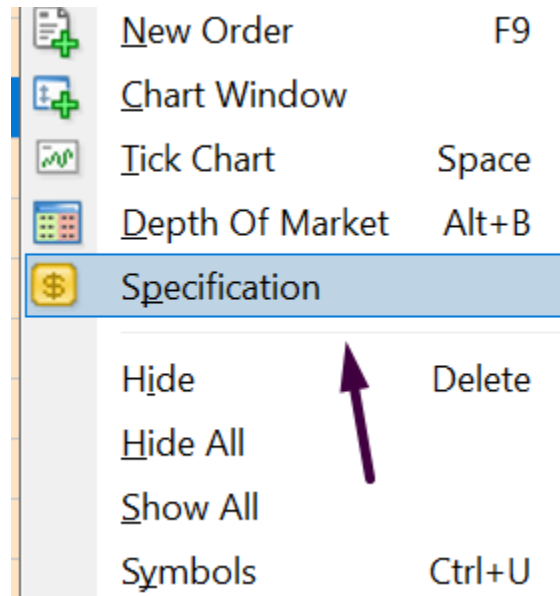 New Order F9
Chart Window
Tick Chart Space
Depth Of Market Alt+B
$ Specification
Hide Delete
Hide All
Show All
Symbols Ctrl+U